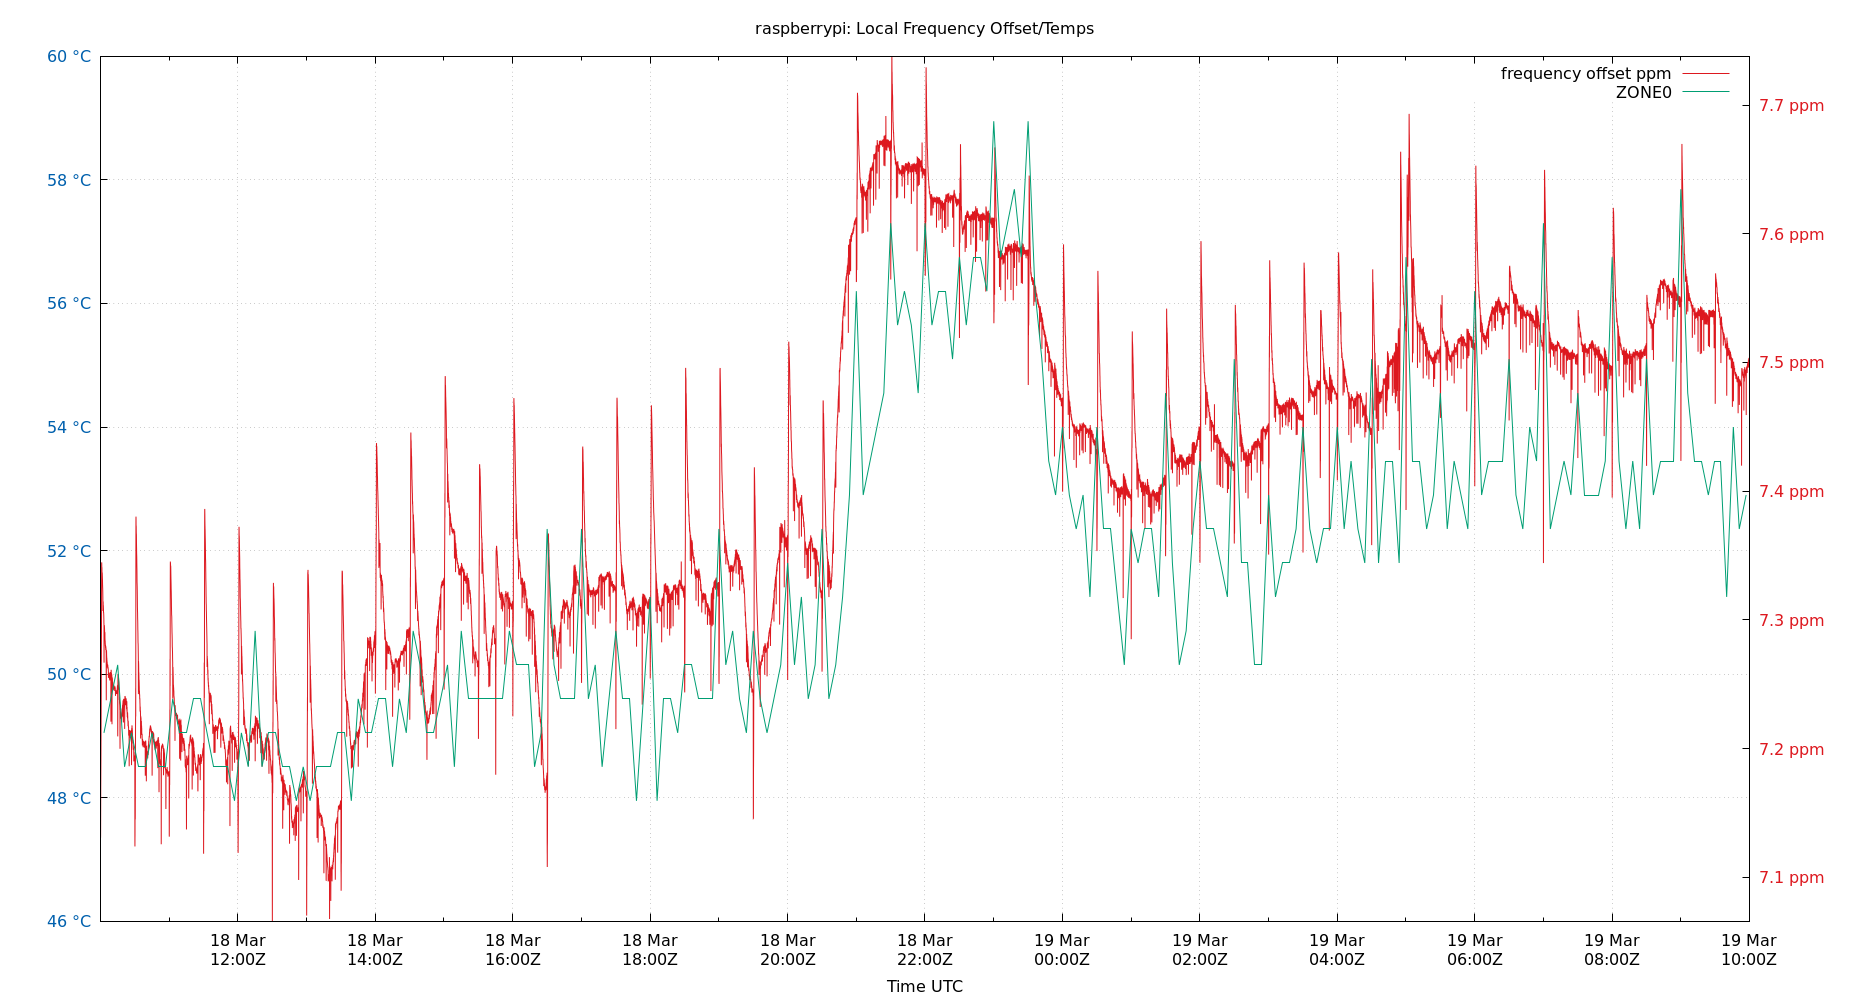 raspberrypi: Local Frequency Offset/Temps
60 °C
58 °C
56 °C
54 °C
52 °C
50 °C
48 °C
46 °C
frequency offset ppm
ZONE0
7.7 ppm
7.6 ppm
7.5 ppm
7.4 ppm
7.3 ppm
7.2 ppm
7.1 ppm
18 Mar
12:00Z
18 Mar
14:00Z
18 Mar
16:00Z
18 Mar
18:00Z
18 Mar
20:00Z
18 Mar
22:00Z
19 Mar
00:00Z
19 Mar
02:00Z
19 Mar
04:00Z
19 Mar
06:00Z
19 Mar
08:00Z
19 Mar
10:00Z
Time UTC